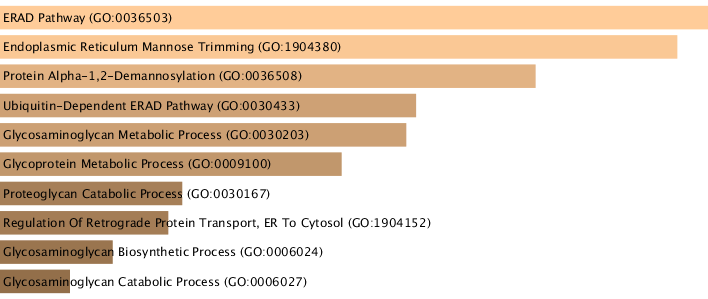 ERAD Pathway (GO:0036503)
Endoplasmic Reticulum Mannose Trimming (GO:1904380)
Protein Alpha-1,2-Demannosylation (GO:0036508)
Ubiquitin-Dependent ERAD Pathway (GO:0030433)
Glycosaminoglycan Metabolic Process (GO:0030203)
Glycoprotein Metabolic Process (GO:0009100)
Proteoglycan Catabolic Process (GO:0030167)
Regulation Of Retrograde Protein Transport, ER To Cytosol (GO:1904152)
Glycosaminoglycan Biosynthetic Process (GO:0006024)
Glycosaminoglycan Catabolic Process (GO:0006027)